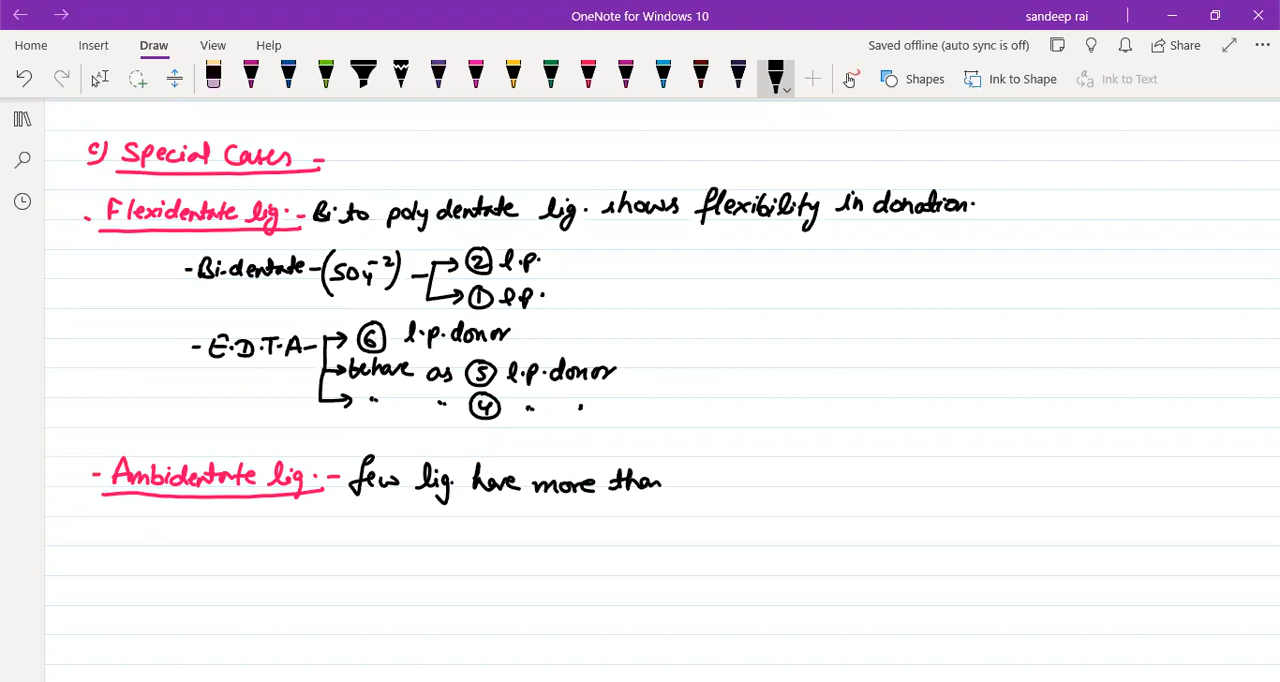 OneNote for Windows 10
sandeep rai
Home Insert Draw View Help
Saved offline (auto sync is off)
Share
Shapes
Ink to Shape
Ink to Text
c) Special Cases -
. Flexidentate lig. - Bi to poly dentate lig. shows flexibility in donation.
- Bi-dentate - (SO4-2) → ② l.p.
→ ① l.p.
- E.D.T.A - → ⑥ l.p. donor
→ behave as ⑤ l.p. donor
→ " " ④ " "
- Ambidentate lig. - few lig. have more than